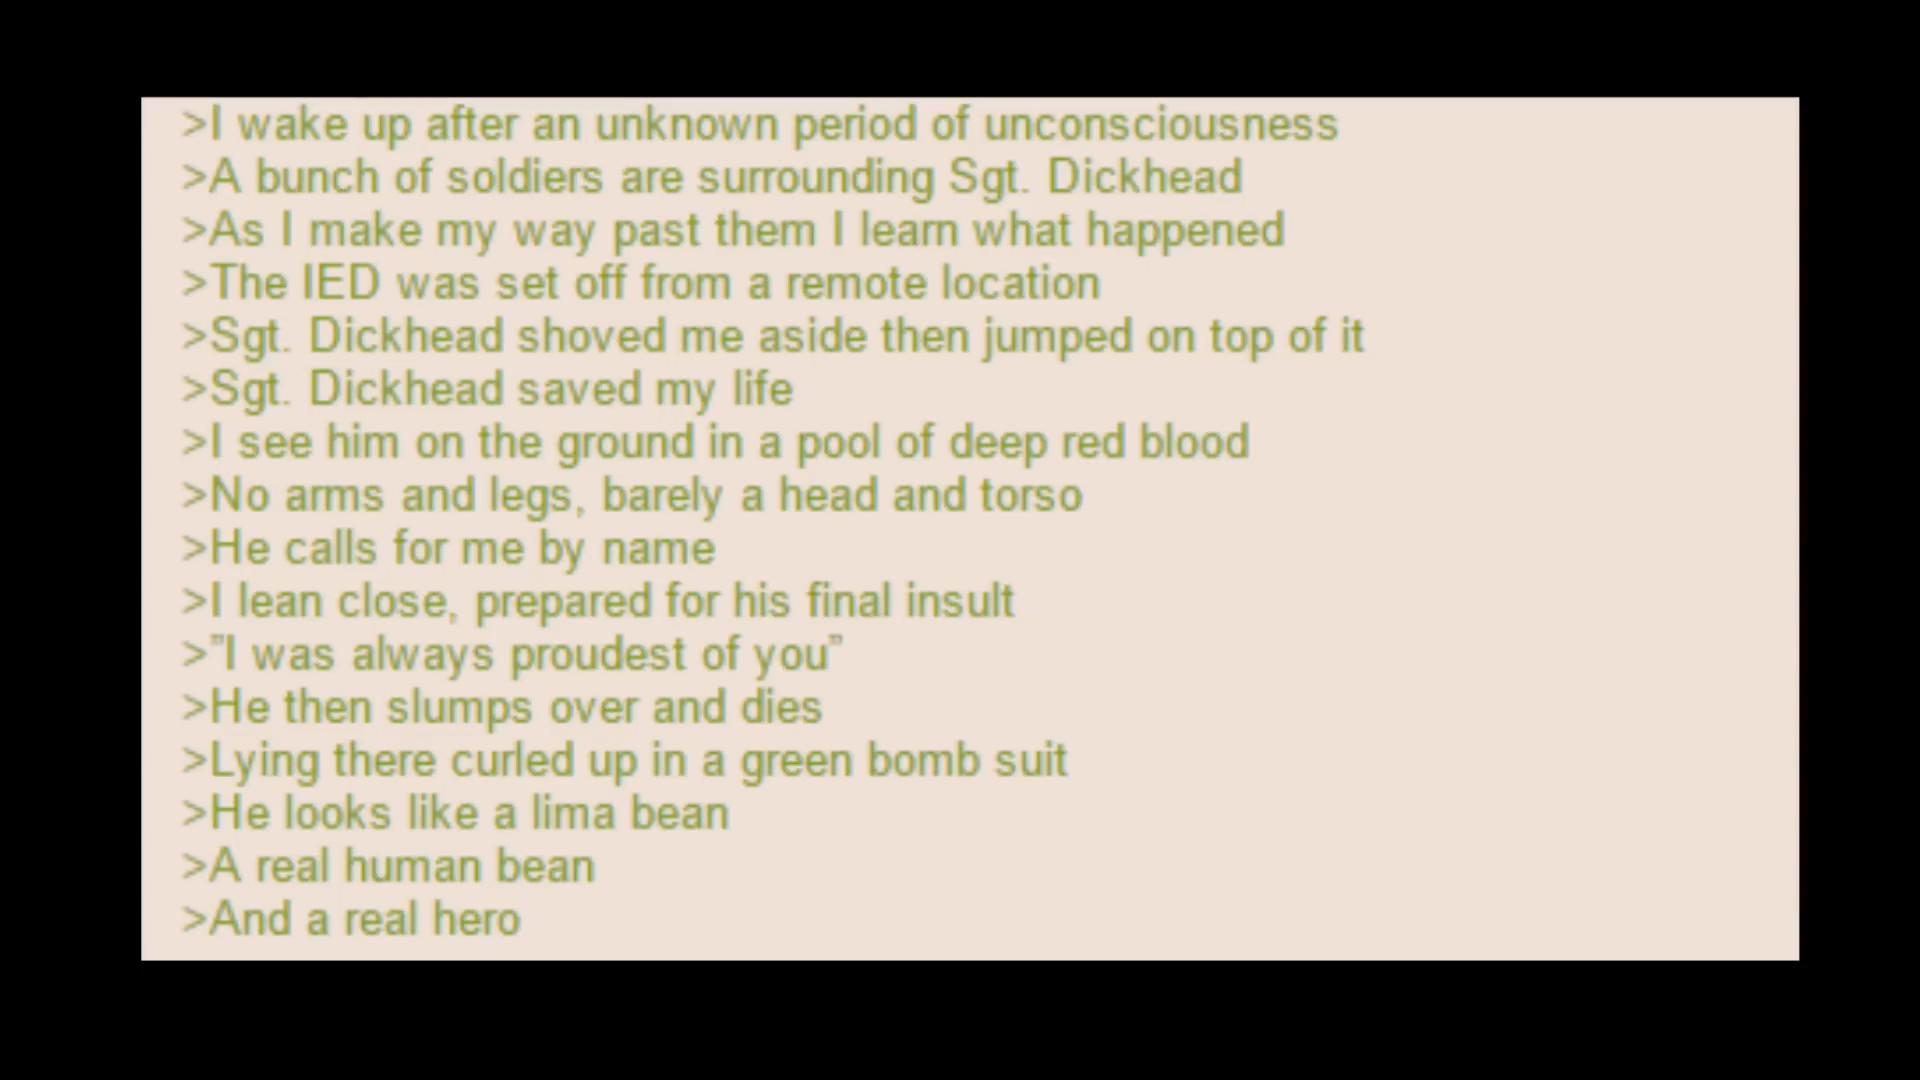 >I wake up after an unknown period of unconsciousness
>A bunch of soldiers are surrounding Sgt. Dickhead
>As I make my way past them I learn what happened
>The IED was set off from a remote location
>Sgt. Dickhead shoved me aside then jumped on top of it
>Sgt. Dickhead saved my life
>I see him on the ground in a pool of deep red blood
>No arms and legs, barely a head and torso
>He calls for me by name
>I lean close, prepared for his final insult
>”I was always proudest of you”
>He then slumps over and dies
>Lying there curled up in a green bomb suit
>He looks like a lima bean
>A real human bean
>And a real hero